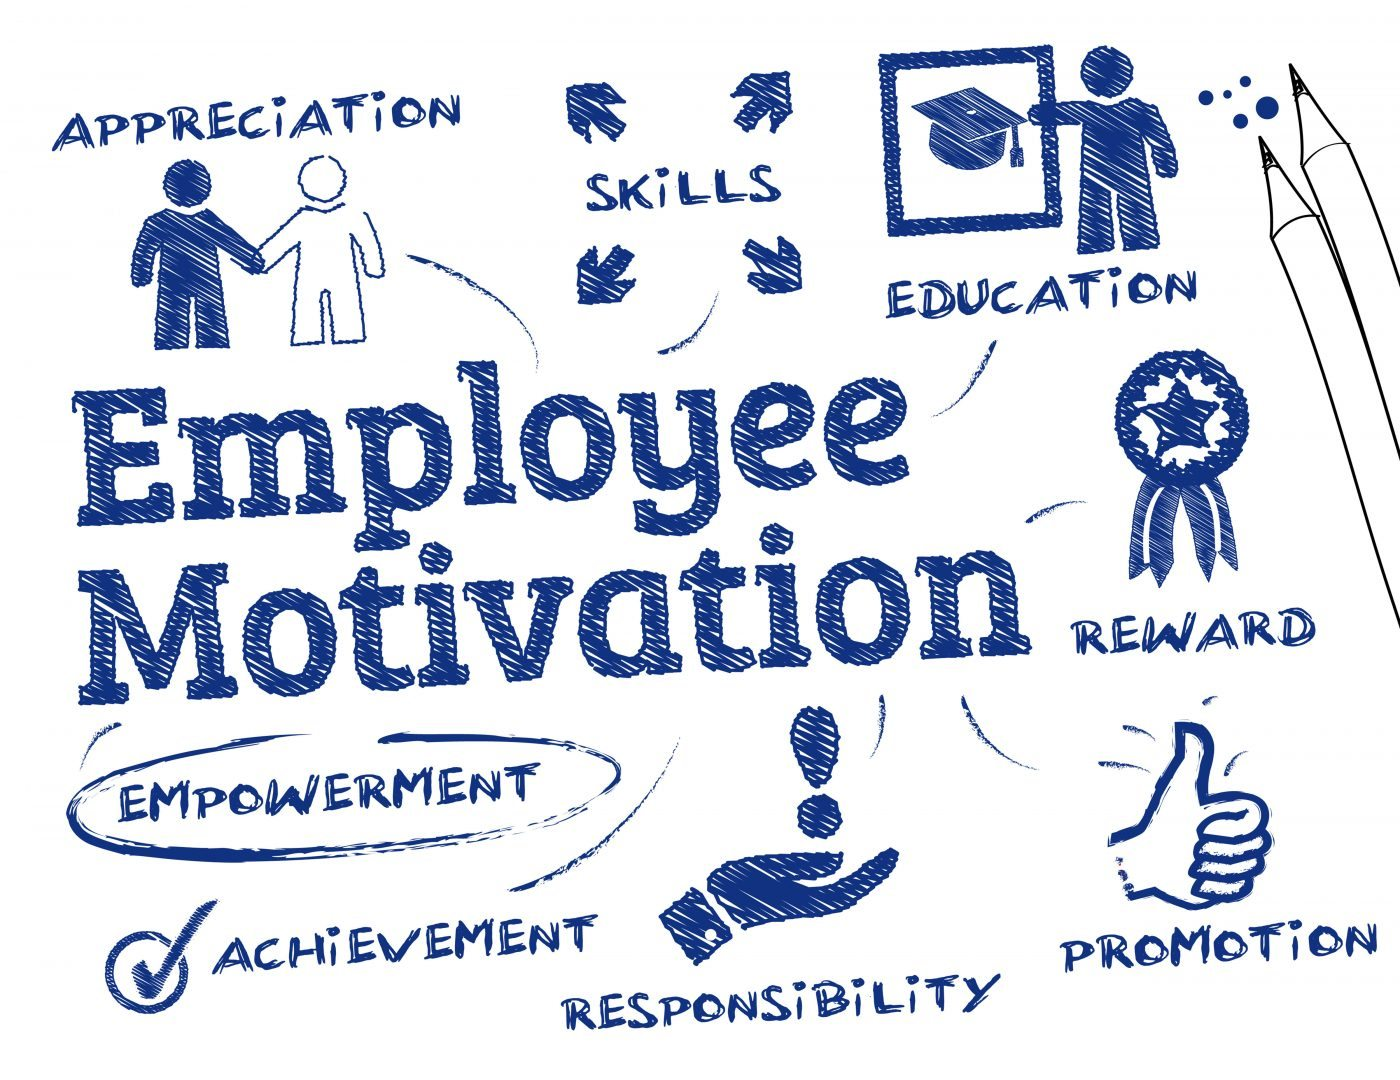 APPRECiATiON
SKiLLS
EDUCATiON
Employee
Motivation
REWARD
EMPOWERMENT
ACHiEVEMENT
RESPONSiBiLiTY
PROMOTiON